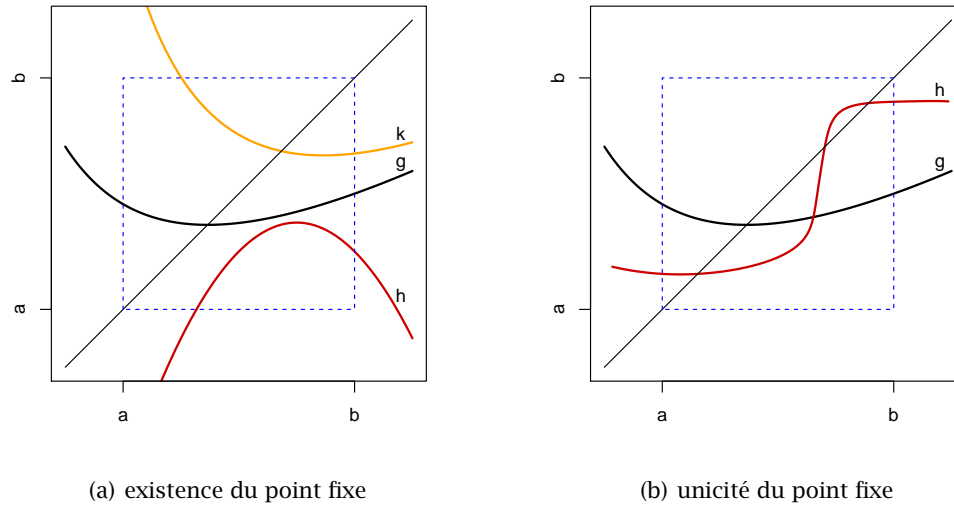 b
a
k
g
h
a
b
(a) existence du point fixe
b
a
h
g
a
b
(b) unicité du point fixe